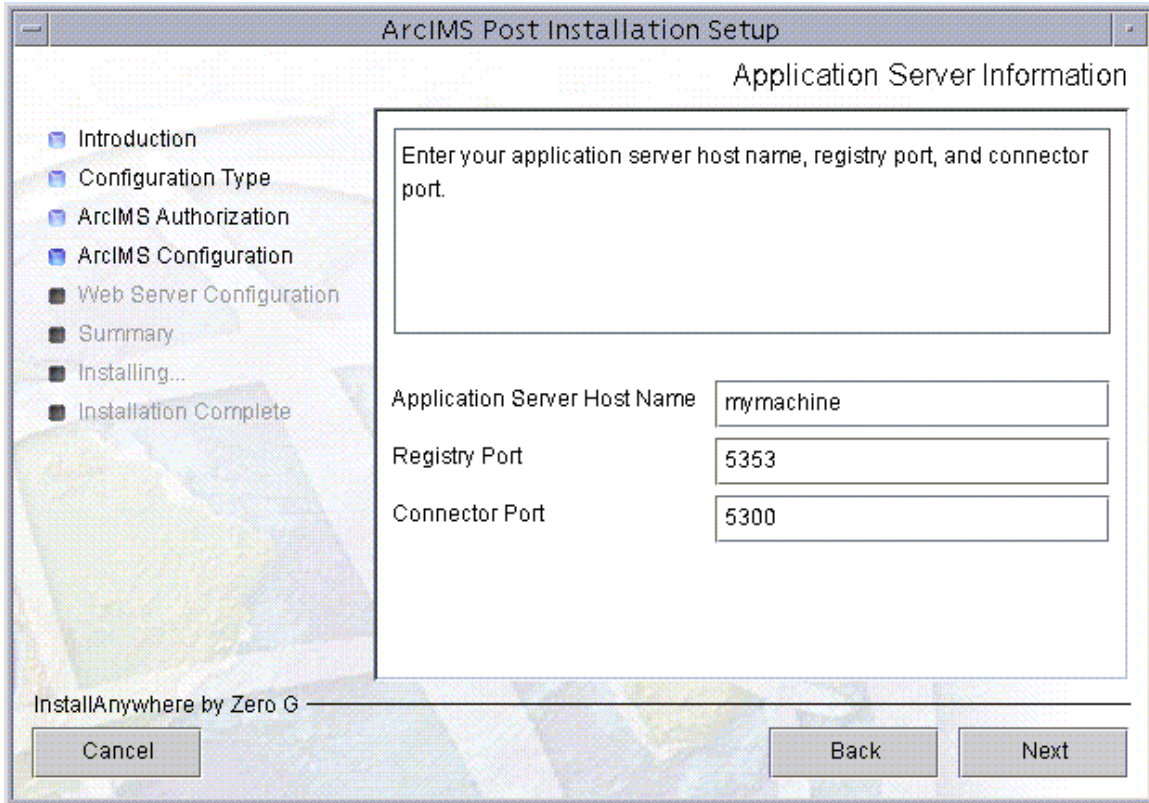 ArcIMS Post Installation Setup
Application Server Information
Introduction
Configuration Type
ArcIMS Authorization
ArcIMS Configuration
Web Server Configuration
Summary
Installing...
Installation Complete
Enter your application server host name, registry port, and connector
port.
Application Server Host Name mymachine
Registry Port 5353
Connector Port 5300
InstallAnywhere by Zero G
Cancel Back Next